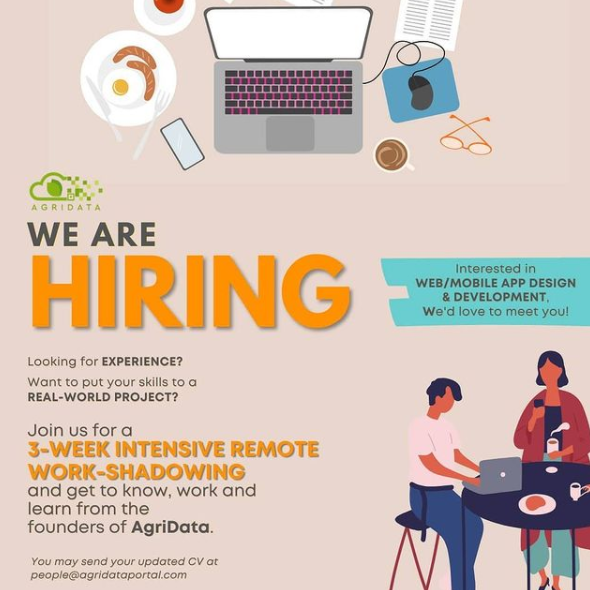 AGRIDATA
WE ARE
HIRING
Interested in
WEB/MOBILE APP DESIGN
& DEVELOPMENT,
We'd love to meet you!
Looking for EXPERIENCE?
Want to put your skills to a
REAL-WORLD PROJECT?
Join us for a
3-WEEK INTENSIVE REMOTE
WORK-SHADOWING
and get to know, work and
learn from the
founders of AgriData.
You may send your updated CV at
people@agridataportal.com